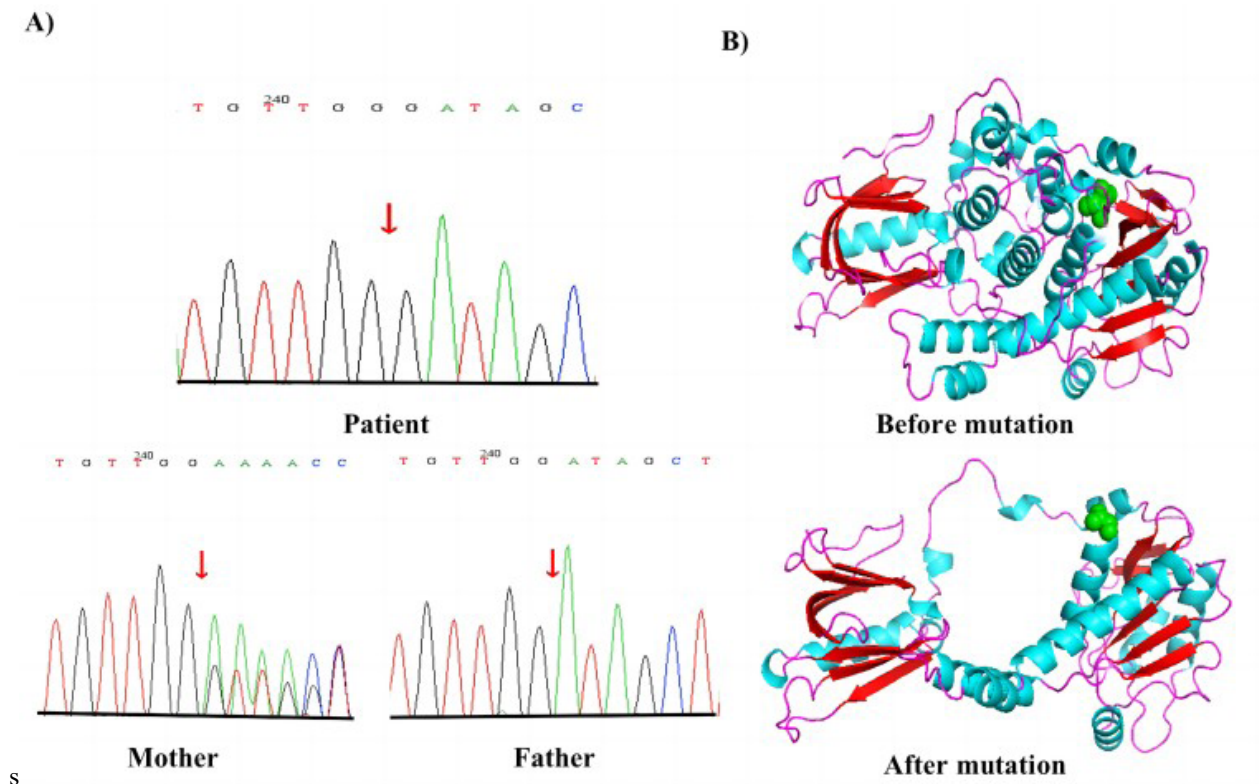 A)
B)
T G T T G G G A T A G C
240
Patient
Before mutation
T G T T G G A A A A C C
240
T G T T G G A T A G C T
240
Mother
Father
After mutation
s